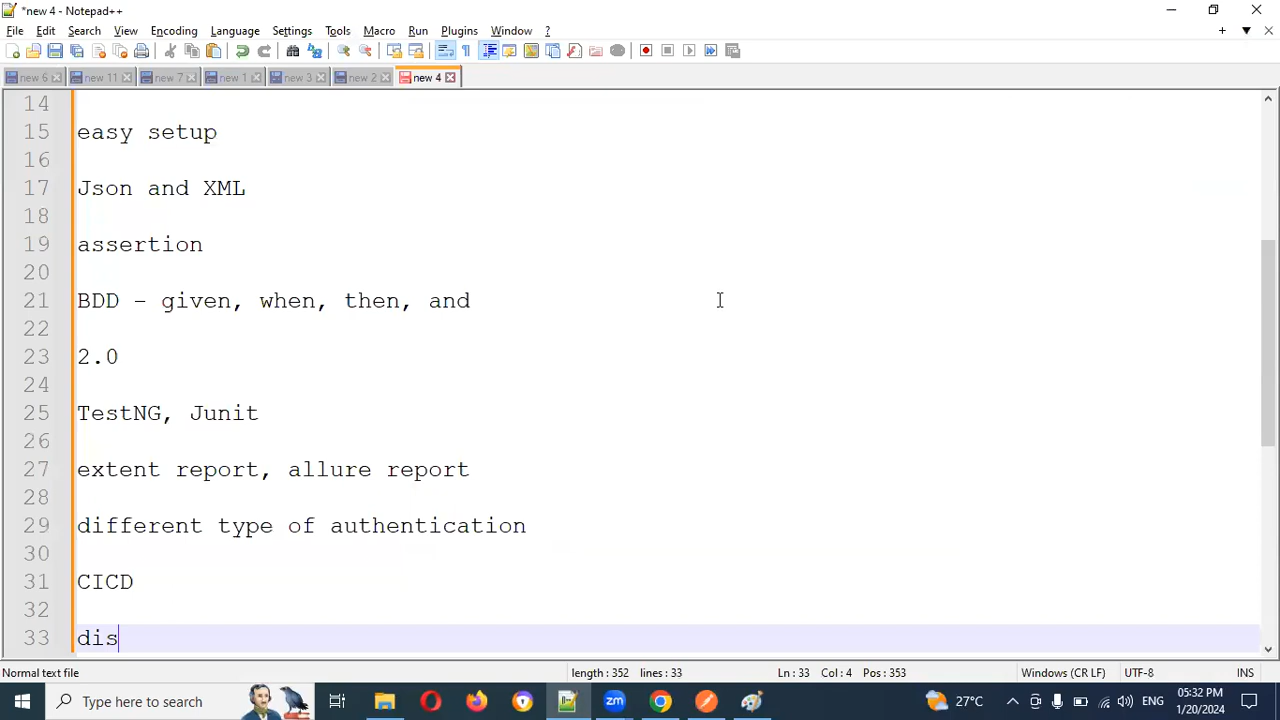 *new 4 - Notepad++
File Edit Search View Encoding Language Settings Tools Macro Run Plugins Window ?
new 6 new 11 new 7 new 1 new 3 new 2 new 4
14
15 easy setup
16
17 Json and XML
18
19 assertion
20
21 BDD - given, when, then, and
22
23 2.0
24
25 TestNG, Junit
26
27 extent report, allure report
28
29 different type of authentication
30
31 CICD
32
33 dis
Normal text file length : 352 lines : 33 Ln : 33 Col : 4 Pos : 353 Windows (CR LF) UTF-8 INS
Type here to search 27°C ENG 05:32 PM
1/20/2024